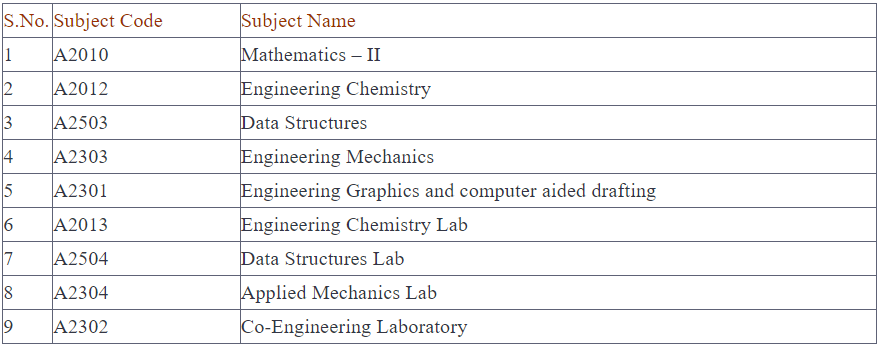 S.No. Subject Code Subject Name
1 A2010 Mathematics – II
2 A2012 Engineering Chemistry
3 A2503 Data Structures
4 A2303 Engineering Mechanics
5 A2301 Engineering Graphics and computer aided drafting
6 A2013 Engineering Chemistry Lab
7 A2504 Data Structures Lab
8 A2304 Applied Mechanics Lab
9 A2302 Co-Engineering Laboratory